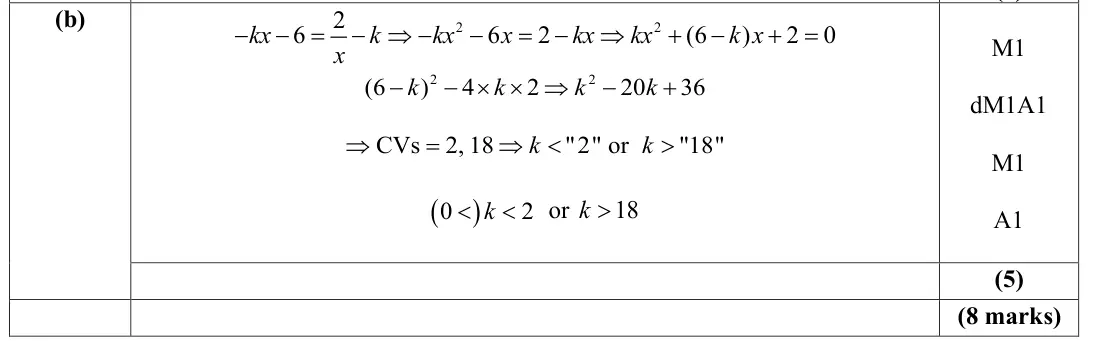 (b)
−kx − 6 = 2/x − k ⇒ −kx² − 6x = 2 − kx ⇒ kx² + (6 − k)x + 2 = 0
M1
(6 − k)² − 4 × k × 2 ⇒ k² − 20k + 36
dM1A1
⇒ CVs = 2, 18 ⇒ k < "2" or k > "18"
M1
(0 <) k < 2 or k > 18
A1
(5)
(8 marks)